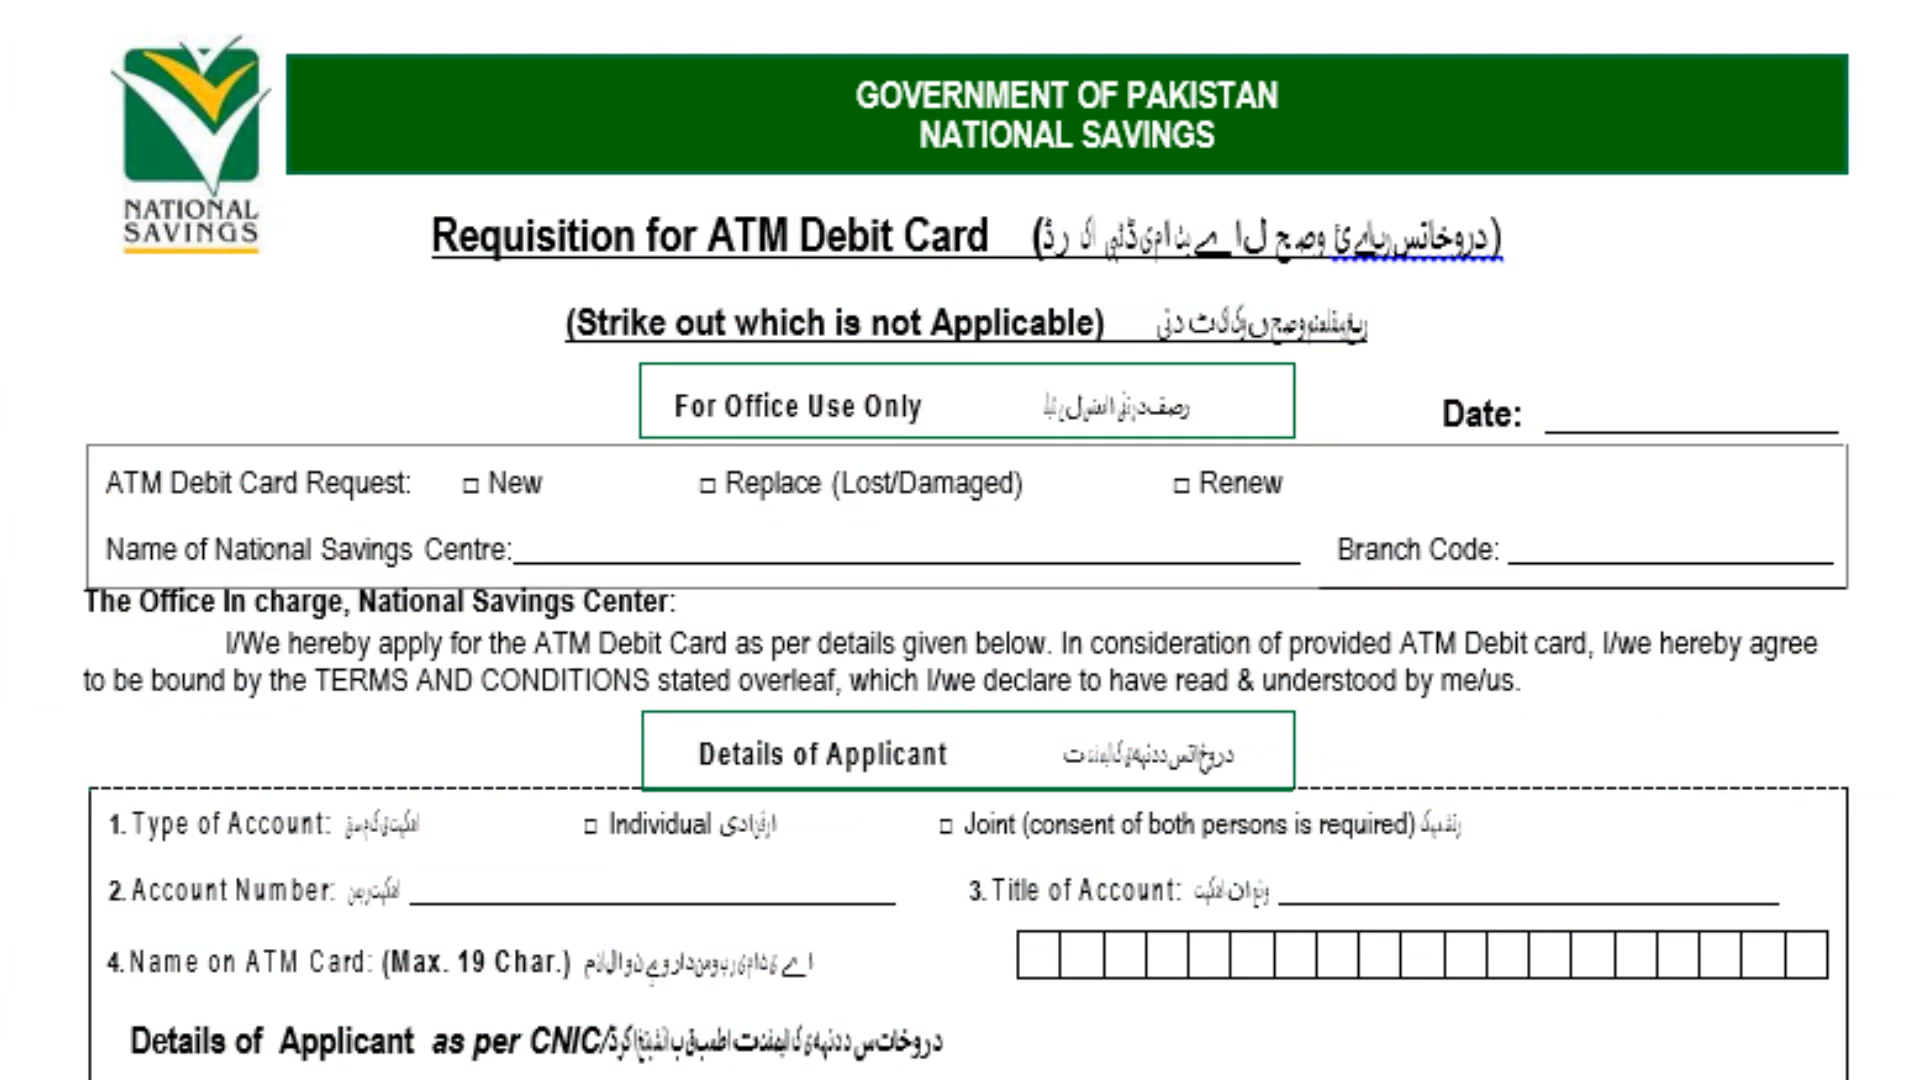 GOVERNMENT OF PAKISTAN
NATIONAL SAVINGS
NATIONAL
SAVINGS
Requisition for ATM Debit Card
(Strike out which is not Applicable)
For Office Use Only
Date:
ATM Debit Card Request: □ New □ Replace (Lost/Damaged) □ Renew
Name of National Savings Centre: Branch Code:
The Office In charge, National Savings Center:
I/We hereby apply for the ATM Debit Card as per details given below. In consideration of provided ATM Debit card, I/we hereby agree
to be bound by the TERMS AND CONDITIONS stated overleaf, which I/we declare to have read & understood by me/us.
Details of Applicant
1. Type of Account: □ Individual □ Joint (consent of both persons is required)
2. Account Number: 3. Title of Account:
4. Name on ATM Card: (Max. 19 Char.)
Details of Applicant as per CNIC/